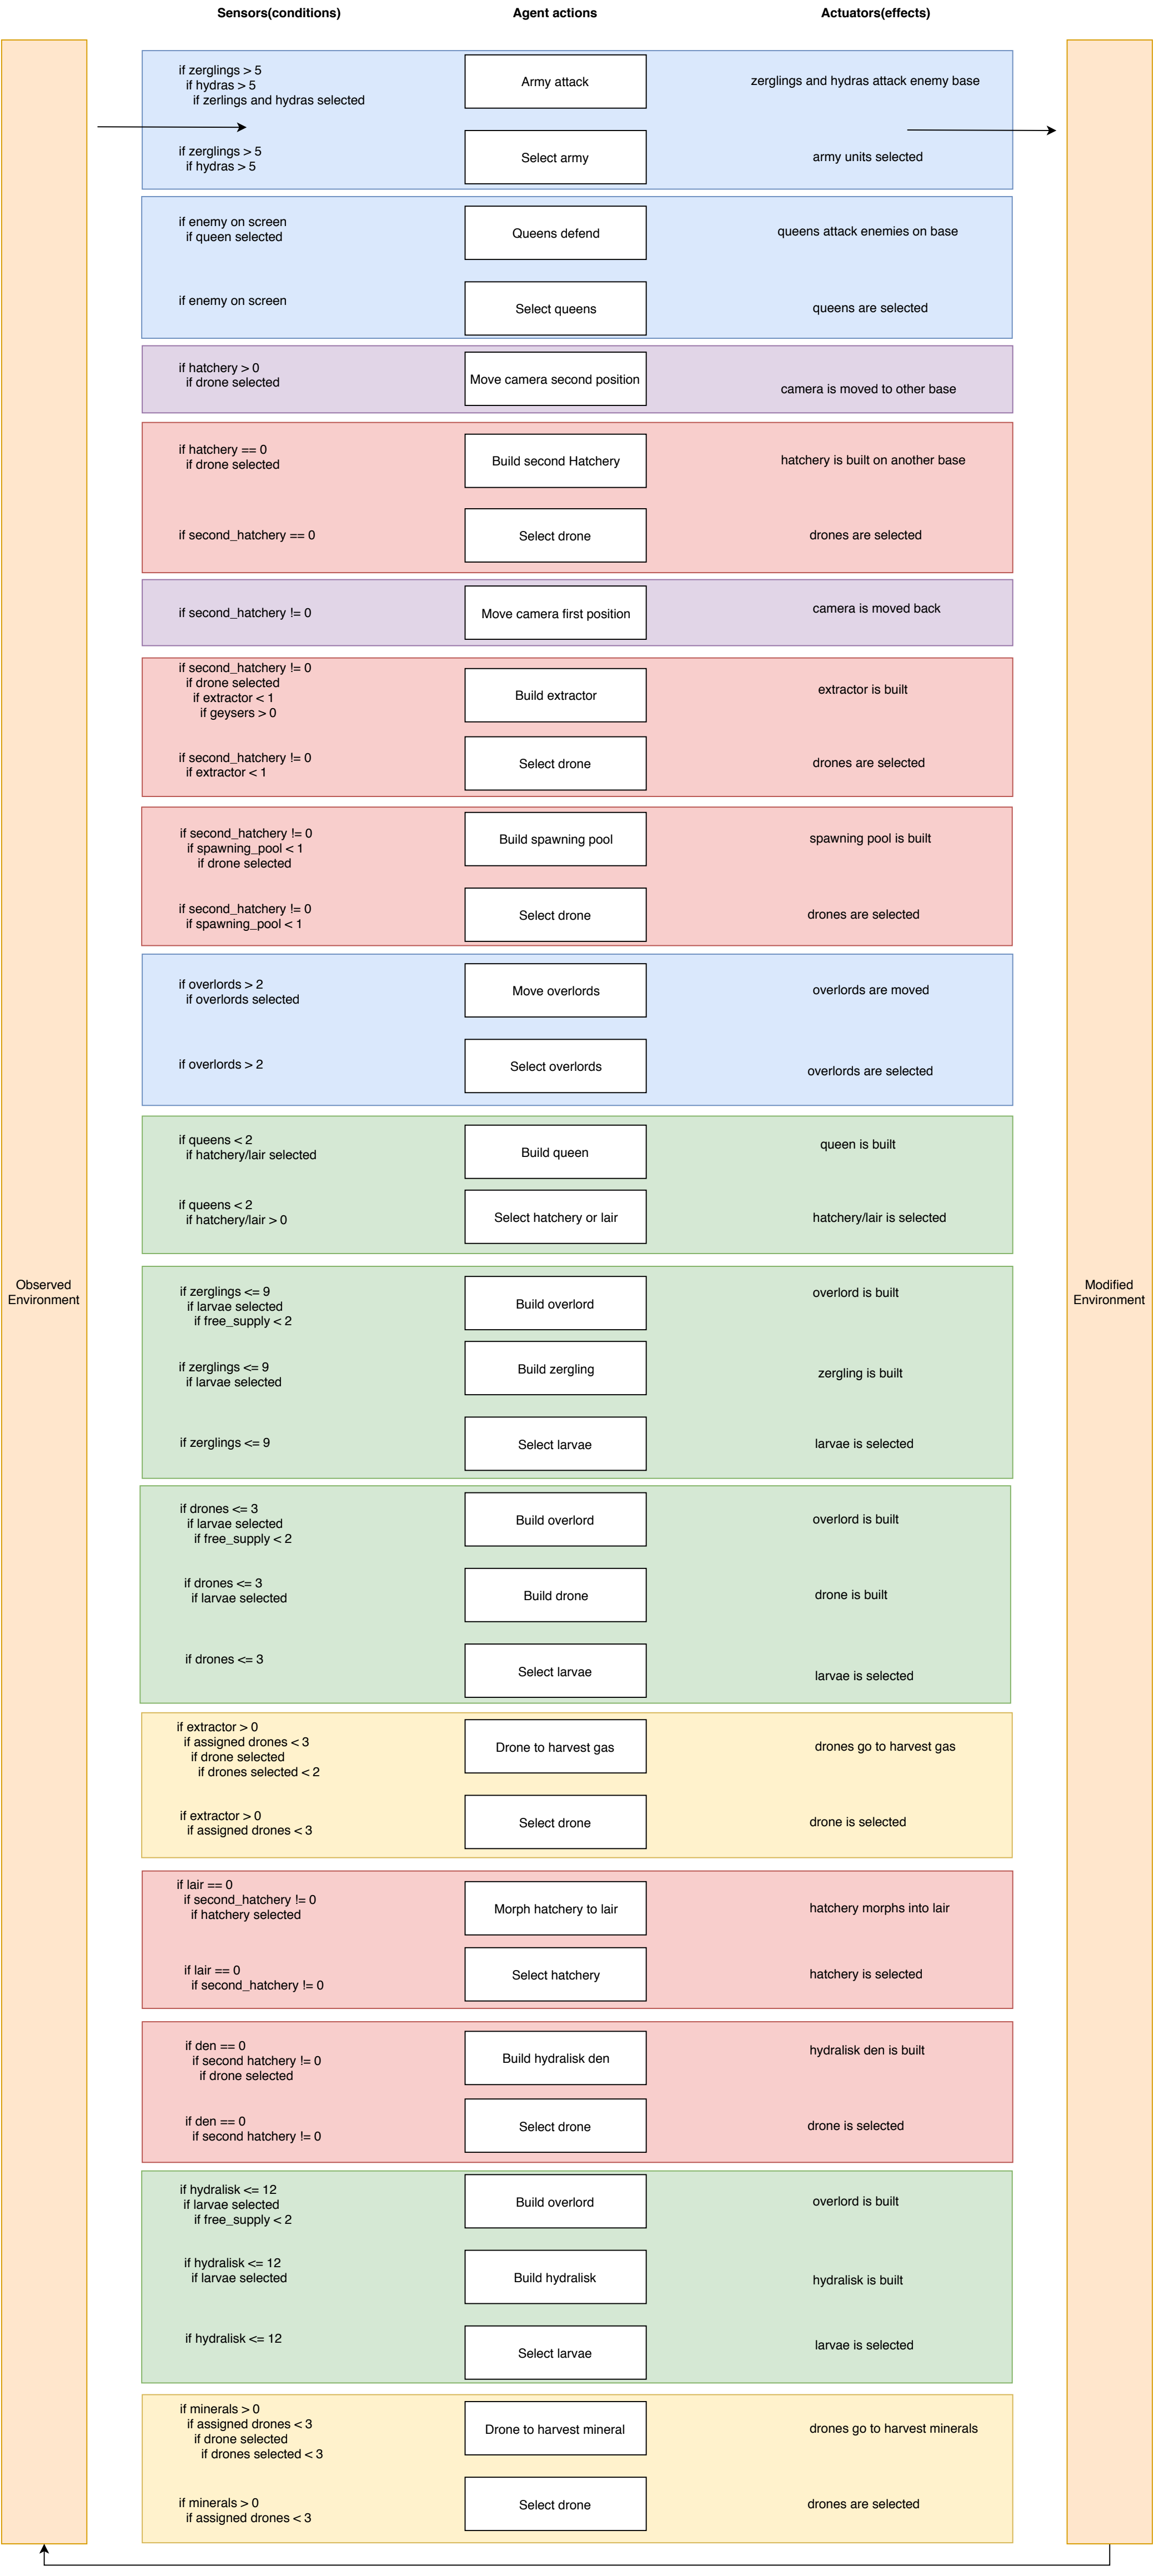 Sensors(conditions)
Agent actions
Actuators(effects)
if zerglings > 5
if hydras > 5
if zerlings and hydras selected
Army attack
zerglings and hydras attack enemy base
if zerglings > 5
if hydras > 5
Select army
army units selected
if enemy on screen
if queen selected
Queens defend
queens attack enemies on base
if enemy on screen
Select queens
queens are selected
if hatchery > 0
if drone selected
Move camera second position
camera is moved to other base
if hatchery == 0
if drone selected
Build second Hatchery
hatchery is built on another base
if second_hatchery == 0
Select drone
drones are selected
if second_hatchery != 0
Move camera first position
camera is moved back
if second_hatchery != 0
if drone selected
if extractor < 1
if geysers > 0
Build extractor
extractor is built
if second_hatchery != 0
if extractor < 1
Select drone
drones are selected
if second_hatchery != 0
if spawning_pool < 1
if drone selected
Build spawning pool
spawning pool is built
if second_hatchery != 0
if spawning_pool < 1
Select drone
drones are selected
if overlords > 2
if overlords selected
Move overlords
overlords are moved
if overlords > 2
Select overlords
overlords are selected
if queens < 2
if hatchery/lair selected
Build queen
queen is built
if queens < 2
if hatchery/lair > 0
Select hatchery or lair
hatchery/lair is selected
Observed
Environment
Modified
Environment
if zerglings <= 9
if larvae selected
if free_supply < 2
Build overlord
overlord is built
if zerglings <= 9
if larvae selected
Build zergling
zergling is built
if zerglings <= 9
Select larvae
larvae is selected
if drones <= 3
if larvae selected
if free_supply < 2
Build overlord
overlord is built
if drones <= 3
if larvae selected
Build drone
drone is built
if drones <= 3
Select larvae
larvae is selected
if extractor > 0
if assigned drones < 3
if drone selected
if drones selected < 2
Drone to harvest gas
drones go to harvest gas
if extractor > 0
if assigned drones < 3
Select drone
drone is selected
if lair == 0
if second_hatchery != 0
if hatchery selected
Morph hatchery to lair
hatchery morphs into lair
if lair == 0
if second_hatchery != 0
Select hatchery
hatchery is selected
if den == 0
if second hatchery != 0
if drone selected
Build hydralisk den
hydralisk den is built
if den == 0
if second hatchery != 0
Select drone
drone is selected
if hydralisk <= 12
if larvae selected
if free_supply < 2
Build overlord
overlord is built
if hydralisk <= 12
if larvae selected
Build hydralisk
hydralisk is built
if hydralisk <= 12
Select larvae
larvae is selected
if minerals > 0
if assigned drones < 3
if drone selected
if drones selected < 3
Drone to harvest mineral
drones go to harvest minerals
if minerals > 0
if assigned drones < 3
Select drone
drones are selected